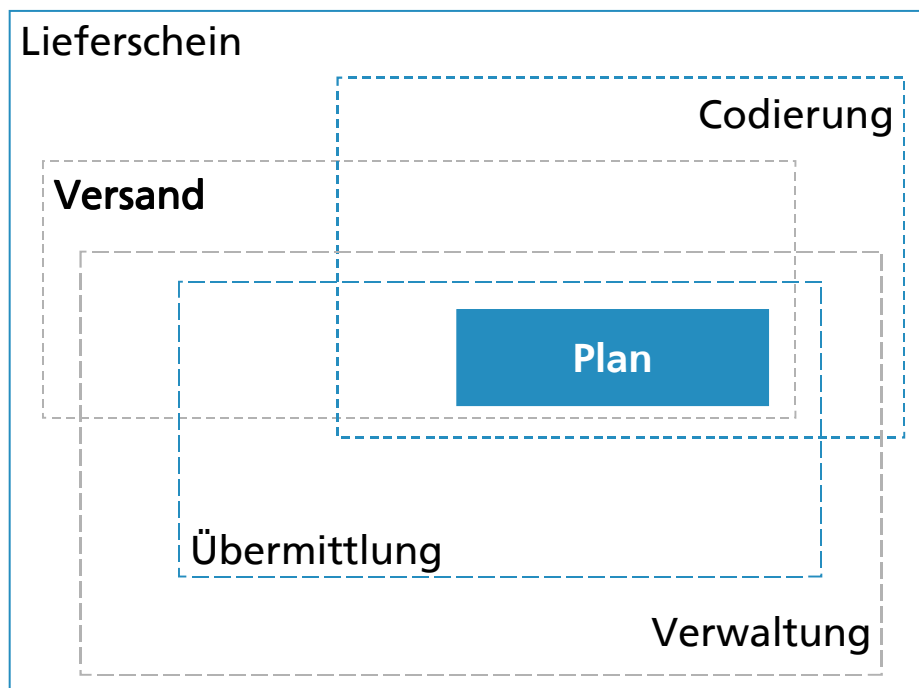 Lieferschein
Codierung
Versand
Plan
Übermittlung
Verwaltung